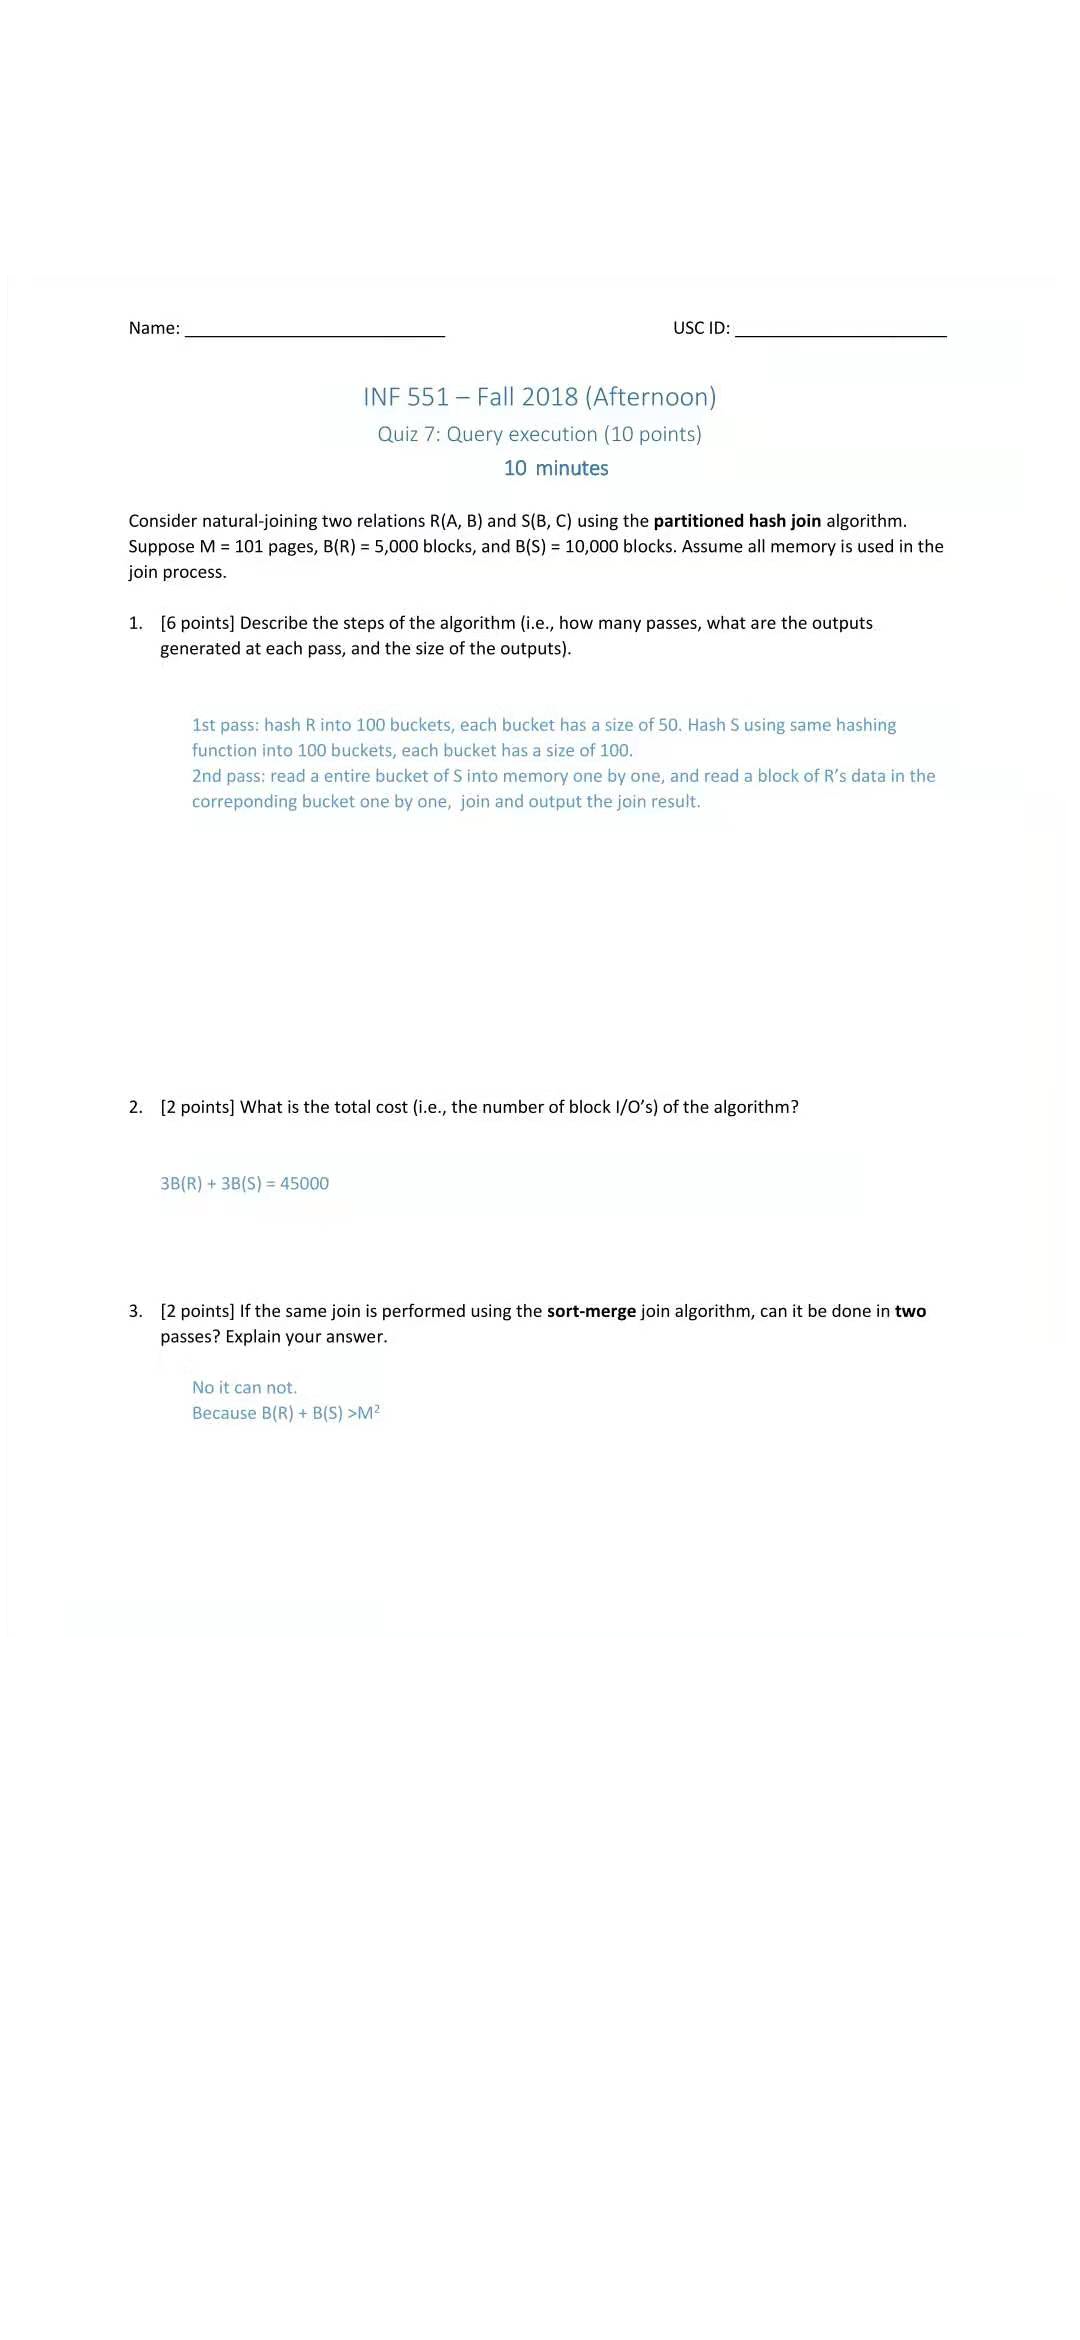 Name: __________________________ USC ID: _____________________
INF 551 – Fall 2018 (Afternoon)
Quiz 7: Query execution (10 points)
10 minutes
Consider natural-joining two relations R(A, B) and S(B, C) using the partitioned hash join algorithm.
Suppose M = 101 pages, B(R) = 5,000 blocks, and B(S) = 10,000 blocks. Assume all memory is used in the
join process.
1. [6 points] Describe the steps of the algorithm (i.e., how many passes, what are the outputs
generated at each pass, and the size of the outputs).
1st pass: hash R into 100 buckets, each bucket has a size of 50. Hash S using same hashing
function into 100 buckets, each bucket has a size of 100.
2nd pass: read a entire bucket of S into memory one by one, and read a block of R’s data in the
correponding bucket one by one, join and output the join result.
2. [2 points] What is the total cost (i.e., the number of block I/O’s) of the algorithm?
3B(R) + 3B(S) = 45000
3. [2 points] If the same join is performed using the sort-merge join algorithm, can it be done in two
passes? Explain your answer.
No it can not.
Because B(R) + B(S) >M²